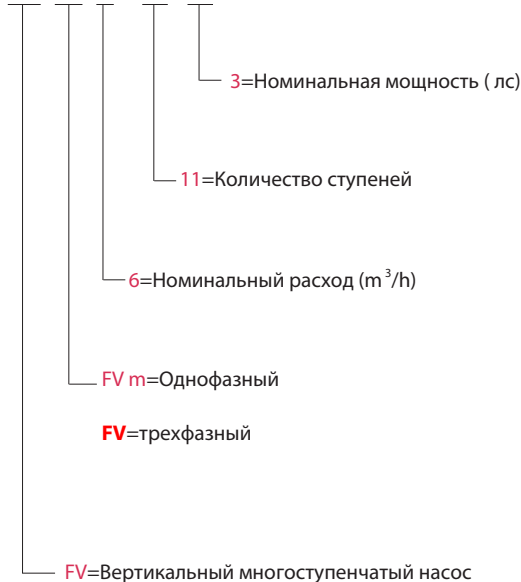 3=Номинальная мощность ( лс)
11=Количество ступеней
6=Номинальный расход (m³/h)
FV m=Однофазный
FV=трехфазный
FV=Вертикальный многоступенчатый насос